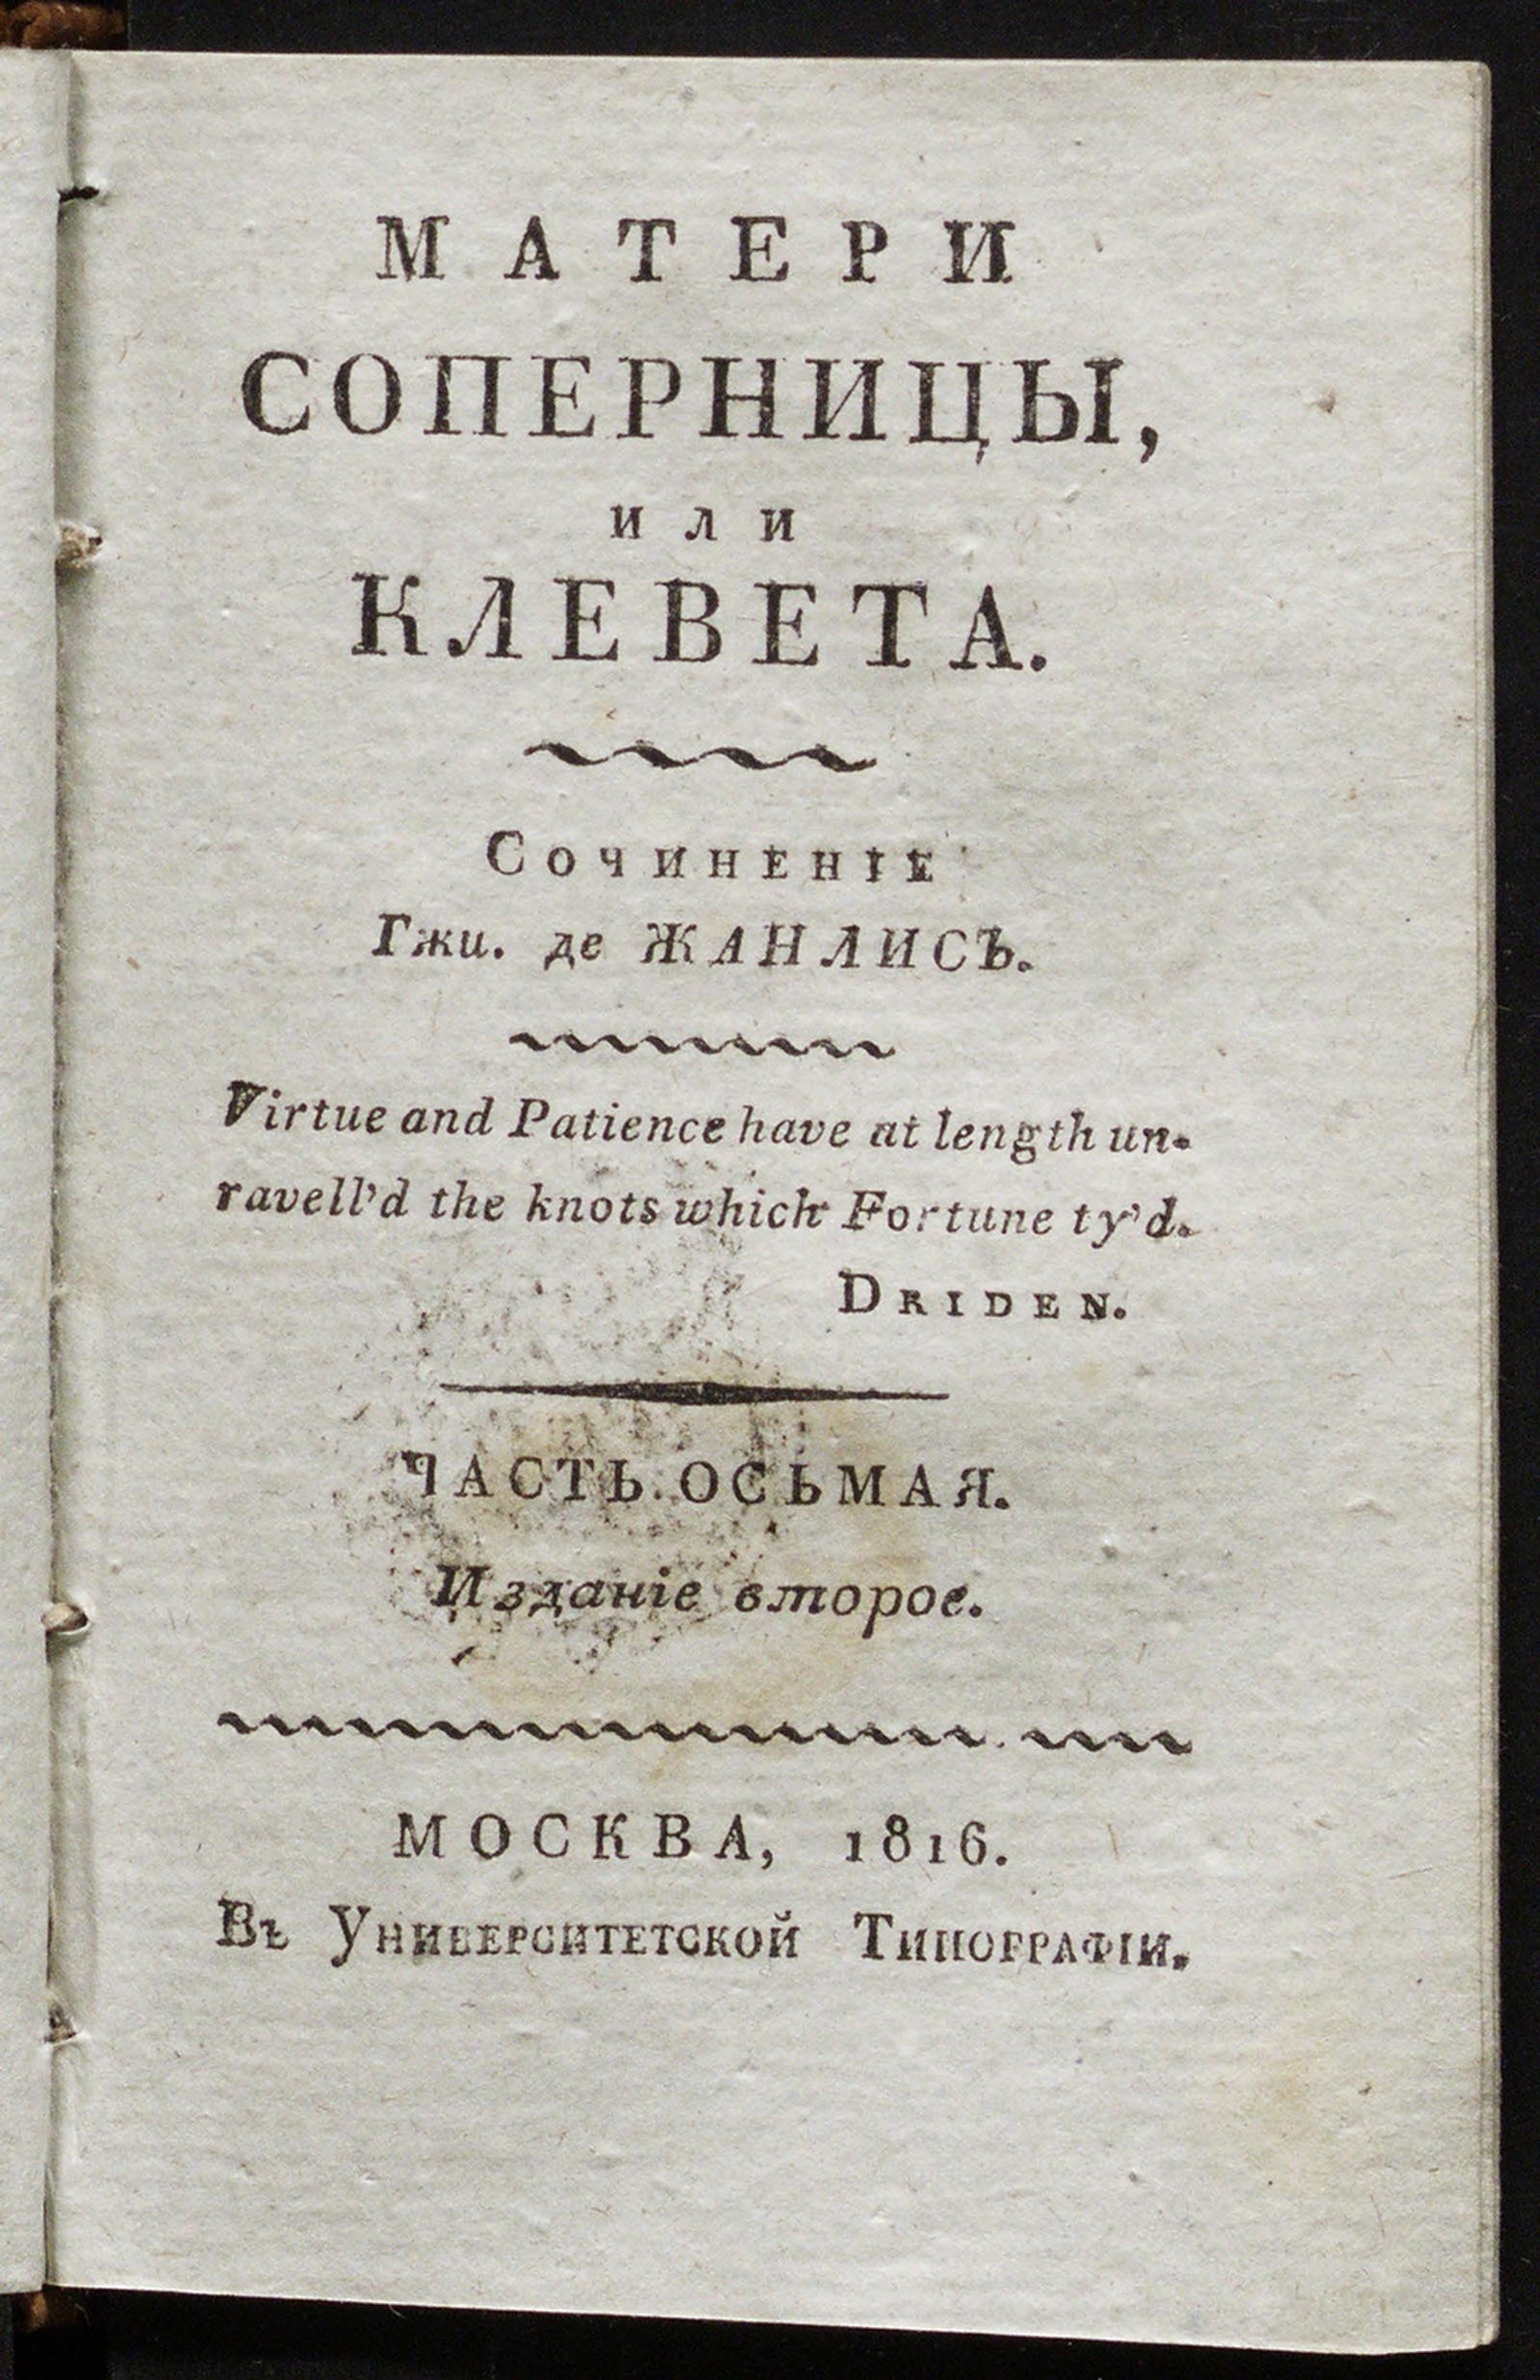 МАТЕРИ
СОПЕРНИЦЫ,
или
КЛЕВЕТА.
Сочиненіе
Гжи. де ЖАНЛИСЪ.
Virtue and Patience have at length un-
ravell'd the knots which Fortune ty'd.
DRIDEN.
ЧАСТЬ ОСЬМАЯ.
Изданіе второе.
МОСКВА, 1816.
Въ Университетской Типографіи.